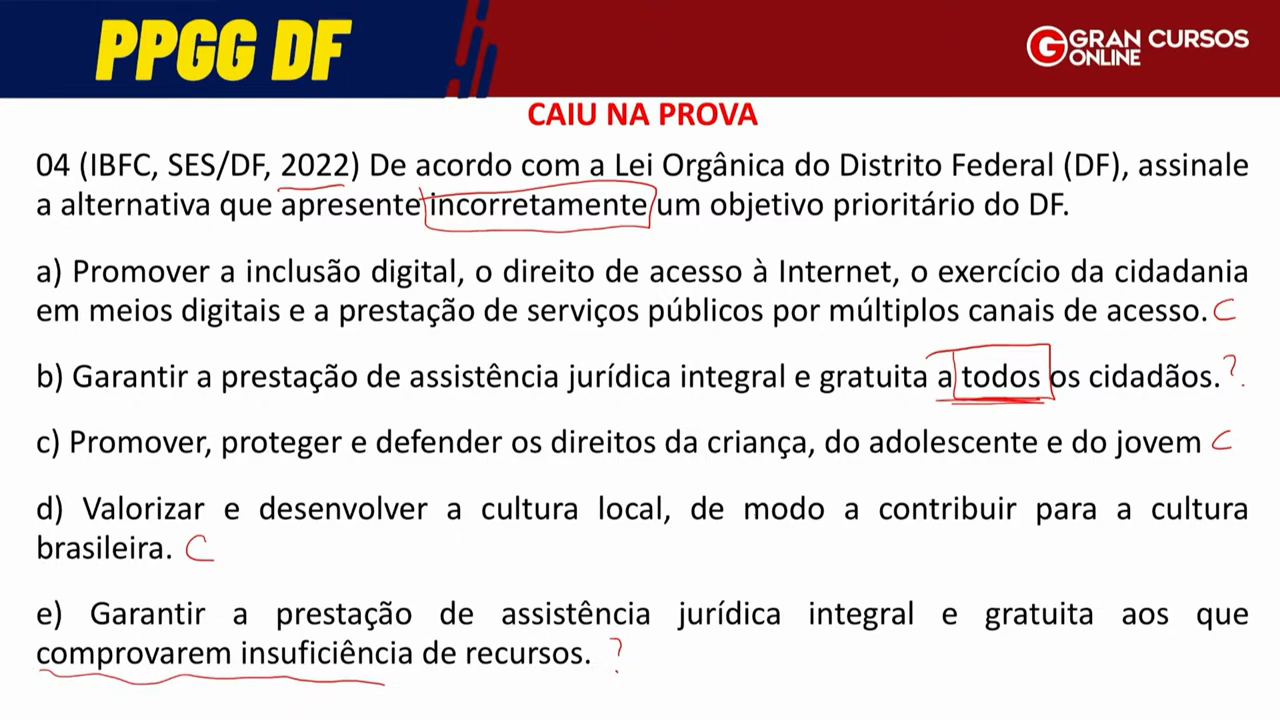 PPGG DF
GRAN CURSOS
ONLINE
CAIU NA PROVA
04 (IBFC, SES/DF, 2022) De acordo com a Lei Orgânica do Distrito Federal (DF), assinale
a alternativa que apresente incorretamente um objetivo prioritário do DF.
a) Promover a inclusão digital, o direito de acesso à Internet, o exercício da cidadania
em meios digitais e a prestação de serviços públicos por múltiplos canais de acesso. C
b) Garantir a prestação de assistência jurídica integral e gratuita a todos os cidadãos. ?
c) Promover, proteger e defender os direitos da criança, do adolescente e do jovem C
d) Valorizar e desenvolver a cultura local, de modo a contribuir para a cultura
brasileira. C
e) Garantir a prestação de assistência jurídica integral e gratuita aos que
comprovarem insuficiência de recursos. ?